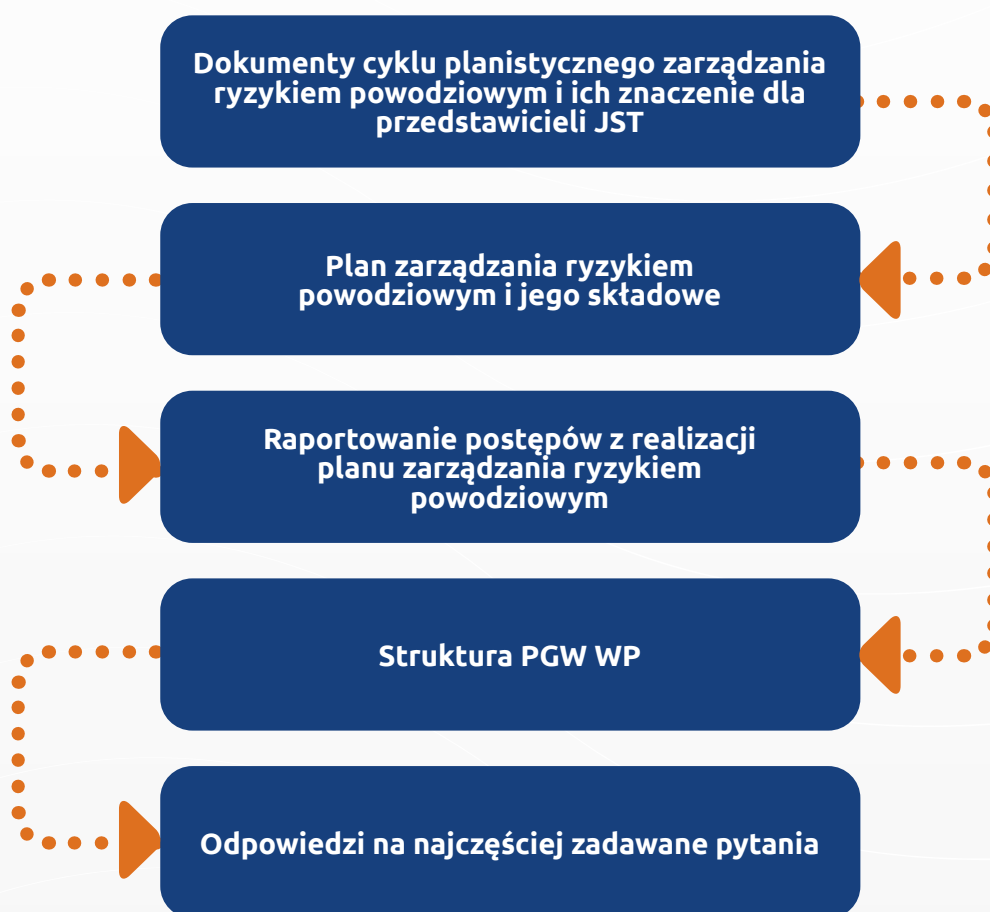 Dokumenty cyklu planistycznego zarządzania
ryzykiem powodziowym i ich znaczenie dla
przedstawicieli JST
Plan zarządzania ryzykiem
powodziowym i jego składowe
Raportowanie postępów z realizacji
planu zarządzania ryzykiem
powodziowym
Struktura PGW WP
Odpowiedzi na najczęściej zadawane pytania